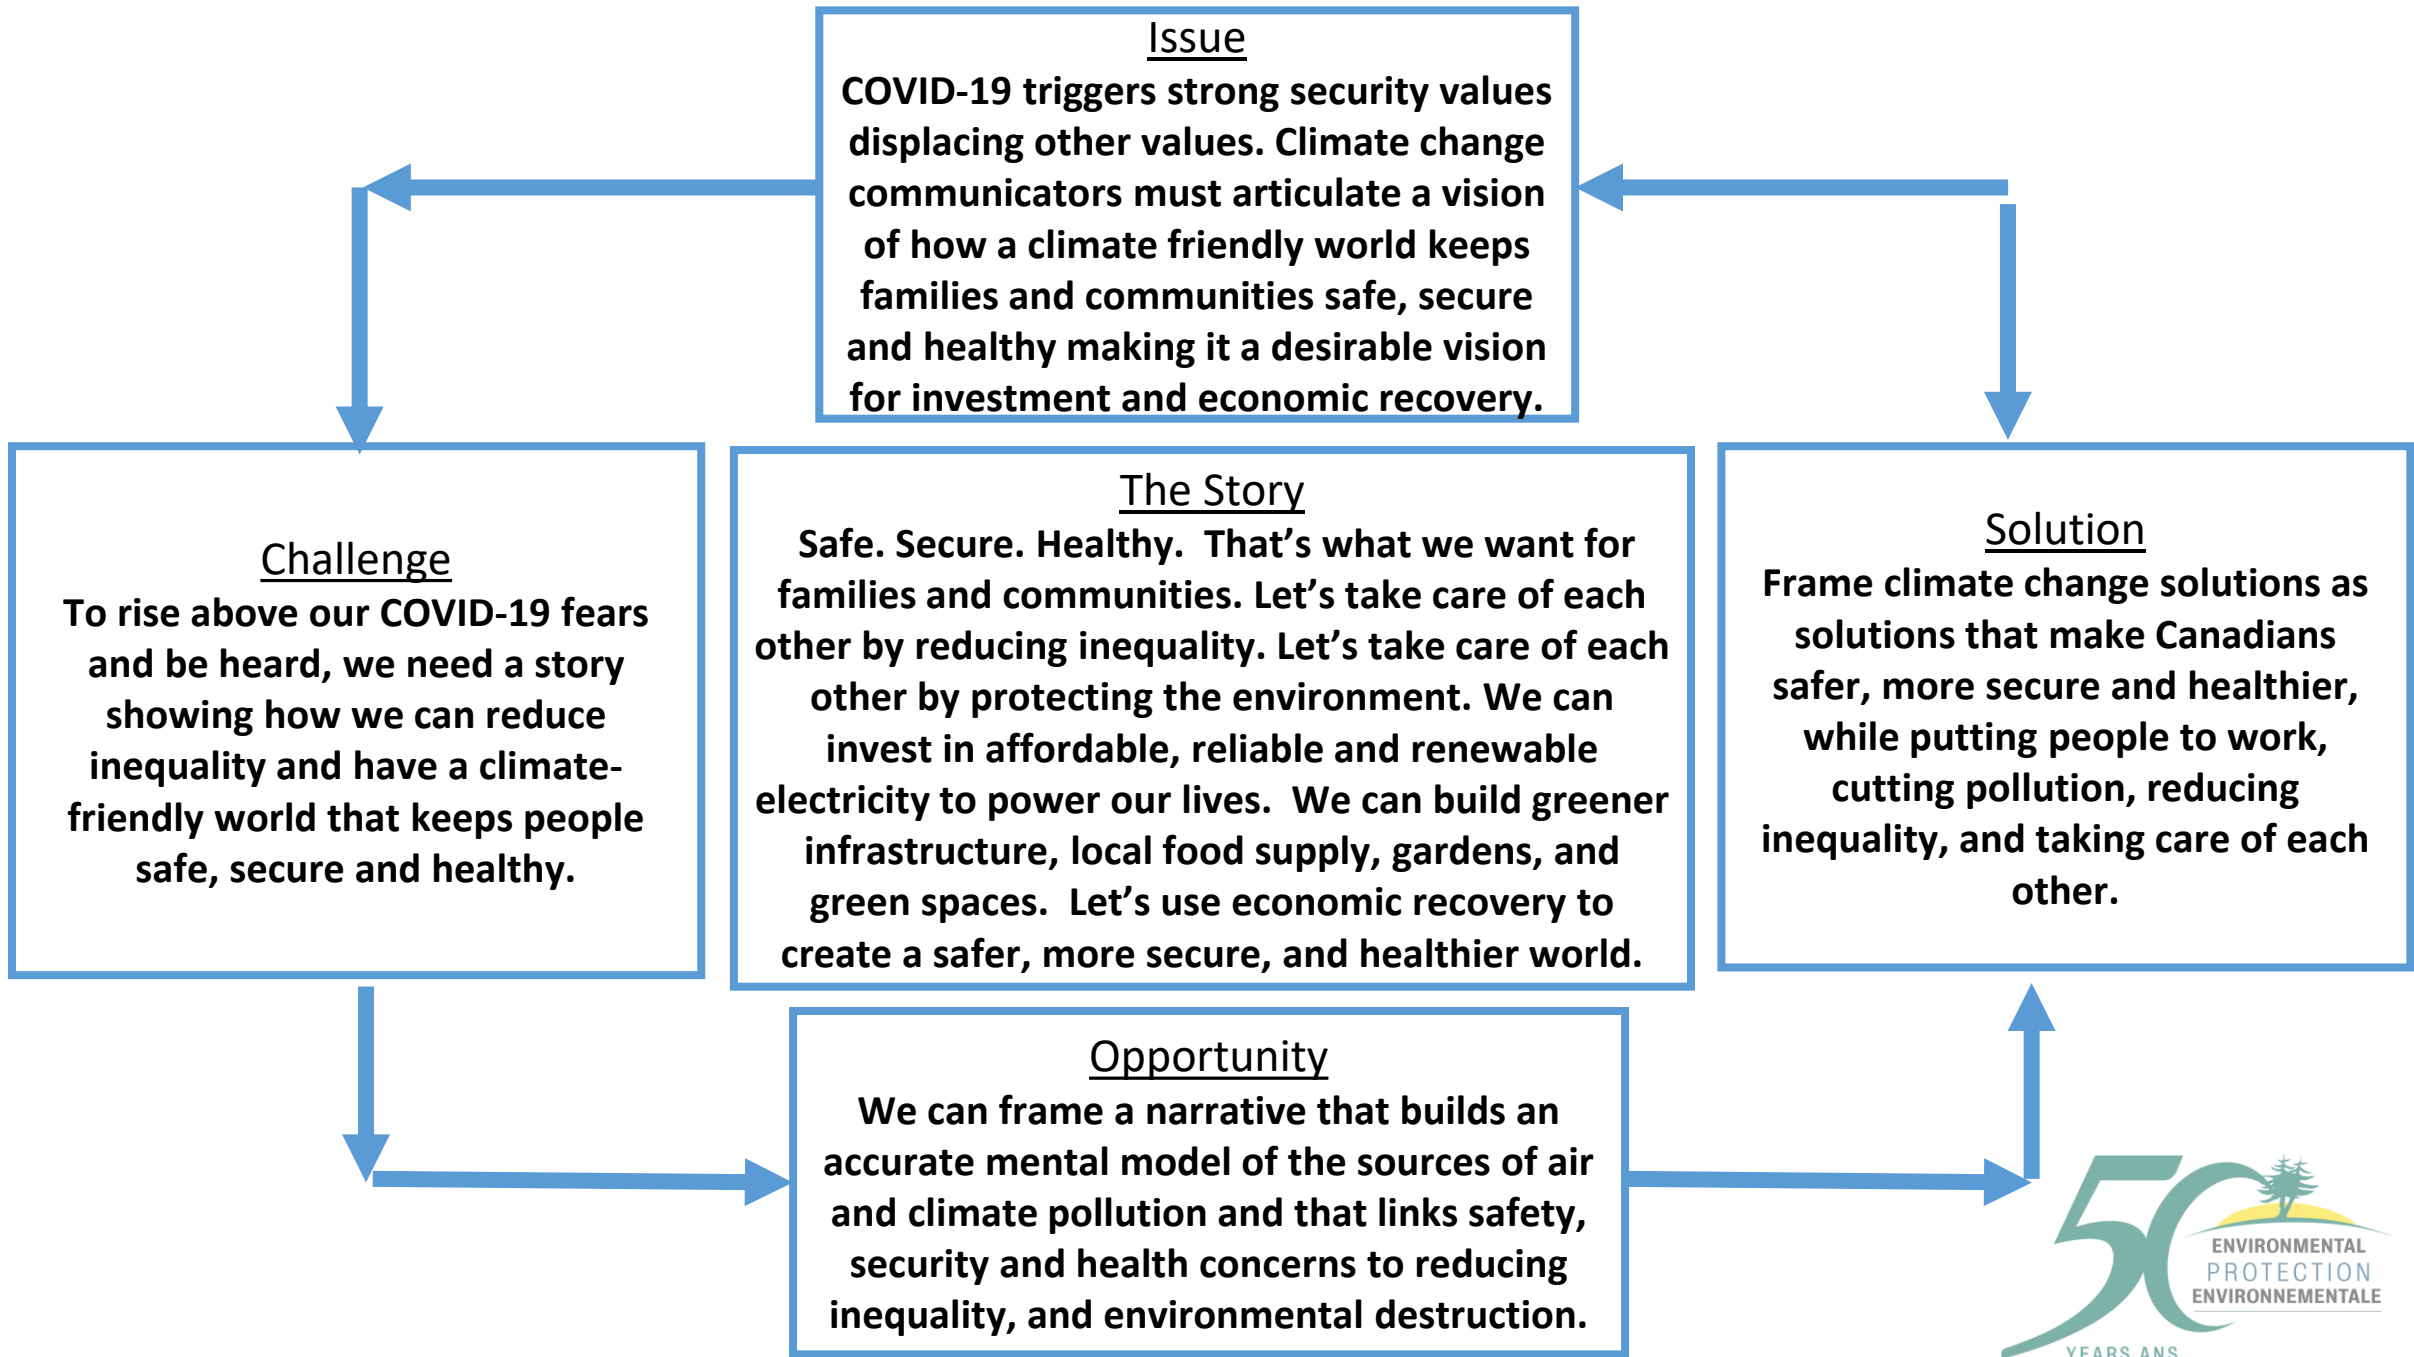 Issue
COVID-19 triggers strong security values
displacing other values. Climate change
communicators must articulate a vision
of how a climate friendly world keeps
families and communities safe, secure
and healthy making it a desirable vision
for investment and economic recovery.
Challenge
To rise above our COVID-19 fears
and be heard, we need a story
showing how we can reduce
inequality and have a climate-
friendly world that keeps people
safe, secure and healthy.
The Story
Safe. Secure. Healthy.  That’s what we want for
families and communities. Let’s take care of each
other by reducing inequality. Let’s take care of each
other by protecting the environment. We can
invest in affordable, reliable and renewable
electricity to power our lives.  We can build greener
infrastructure, local food supply, gardens, and
green spaces.  Let’s use economic recovery to
create a safer, more secure, and healthier world.
Solution
Frame climate change solutions as
solutions that make Canadians
safer, more secure and healthier,
while putting people to work,
cutting pollution, reducing
inequality, and taking care of each
other.
Opportunity
We can frame a narrative that builds an
accurate mental model of the sources of air
and climate pollution and that links safety,
security and health concerns to reducing
inequality, and environmental destruction.
50
ENVIRONMENTAL
PROTECTION
ENVIRONNEMENTALE
YEARS ANS